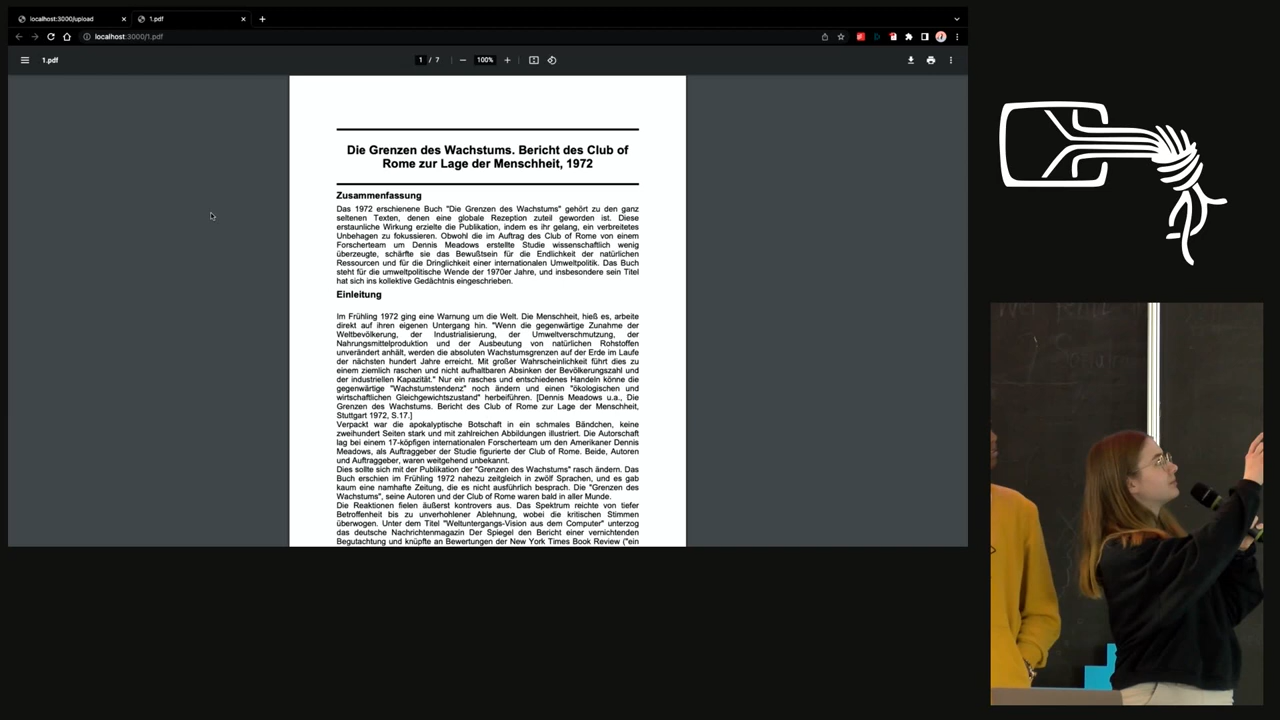 localhost:3000/upload
1.pdf
localhost:3000/1.pdf
1.pdf
1 / 7
100%
Die Grenzen des Wachstums. Bericht des Club of
Rome zur Lage der Menschheit, 1972
Zusammenfassung
Das 1972 erschienene Buch "Die Grenzen des Wachstums" gehört zu den ganz
seltenen Texten, denen eine globale Rezeption zuteil geworden ist. Diese
erstaunliche Wirkung erzielte die Publikation, indem es ihr gelang, ein verbreitetes
Unbehagen zu fokussieren. Obwohl die im Auftrag des Club of Rome von einem
Forscherteam um Dennis Meadows erstellte Studie wissenschaftlich wenig
überzeugte, schärfte sie das Bewußtsein für die Endlichkeit der natürlichen
Ressourcen und für die Dringlichkeit einer internationalen Umweltpolitik. Das Buch
steht für die umweltpolitische Wende der 1970er Jahre, und insbesondere sein Titel
hat sich ins kollektive Gedächtnis eingeschrieben.
Einleitung
Im Frühling 1972 ging eine Warnung um die Welt. Die Menschheit, hieß es, arbeite
direkt auf ihren eigenen Untergang hin. "Wenn die gegenwärtige Zunahme der
Weltbevölkerung, der Industrialisierung, der Umweltverschmutzung, der
Nahrungsmittelproduktion und der Ausbeutung von natürlichen Rohstoffen
unverändert anhält, werden die absoluten Wachstumsgrenzen auf der Erde im Laufe
der nächsten hundert Jahre erreicht. Mit großer Wahrscheinlichkeit führt dies zu
einem ziemlich raschen und nicht aufhaltbaren Absinken der Bevölkerungszahl und
der industriellen Kapazität." Nur ein rasches und entschiedenes Handeln könne die
gegenwärtige "Wachstumstendenz" noch ändern und einen "ökologischen und
wirtschaftlichen Gleichgewichtszustand" herbeiführen. [Dennis Meadows u.a., Die
Grenzen des Wachstums. Bericht des Club of Rome zur Lage der Menschheit,
Stuttgart 1972, S.17.]
Verpackt war die apokalyptische Botschaft in ein schmales Bändchen, keine
zweihundert Seiten stark und mit zahlreichen Abbildungen illustriert. Die Autorschaft
lag bei einem 17-köpfigen internationalen Forscherteam um den Amerikaner Dennis
Meadows, als Auftraggeber der Studie figurierte der Club of Rome. Beide, Autoren
und Auftraggeber, waren weitgehend unbekannt.
Dies sollte sich mit der Publikation der "Grenzen des Wachstums" rasch ändern. Das
Buch erschien im Frühling 1972 nahezu zeitgleich in zwölf Sprachen, und es gab
kaum eine namhafte Zeitung, die es nicht ausführlich besprach. Die "Grenzen des
Wachstums", seine Autoren und der Club of Rome waren bald in aller Munde.
Die Reaktionen fielen äußerst kontrovers aus. Das Spektrum reichte von tiefer
Betroffenheit bis zu unverhohlener Ablehnung, wobei die kritischen Stimmen
überwogen. Unter dem Titel "Weltuntergangs-Vision aus dem Computer" unterzog
das deutsche Nachrichtenmagazin Der Spiegel den Bericht einer vernichtenden
Begutachtung und knüpfte an Bewertungen der New York Times Book Review ("ein